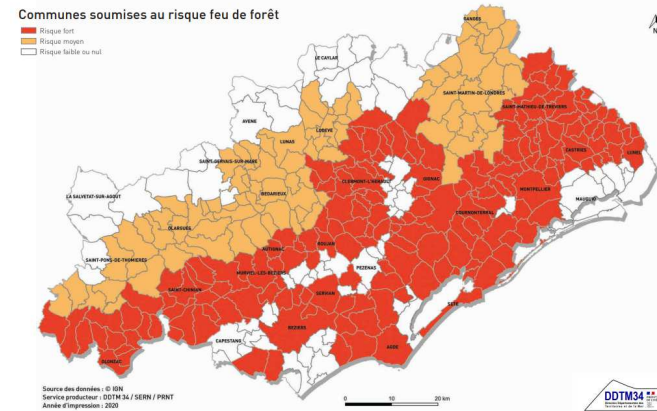 Communes soumises au risque feu de forêt
Risque fort
Risque moyen
Risque faible ou nul
GANGES
LE CAYLAR
SAINT-MARTIN-DE-LONDRES
SAINT-MATHIEU-DE-TREVIERS
AVENE
LODEVE
LUNAS
CASTRIES
LUNEL
SAINT-GERVAIS-SUR-MARE
CLERMONT-L'HERAULT
GIGNAC
MONTPELLIER
BEDARIEUX
LA SALVETAT-SUR-AGOUT
MAUGUIO
COURNONTERRAL
OLARGUES
AUTIGNAC
ROUJAN
SAINT-PONS-DE-THOMIERES
PEZENAS
MURVIEL-LES-BEZIERS
SAINT-CHINIAN
SERVIAN
SETE
BEZIERS
CAPESTANG
AGDE
OLONZAC
Source des données : © IGN
Service producteur : DDTM 34 / SERN / PRNT
Année d'impression : 2020
0 10 20 km
DDTM34